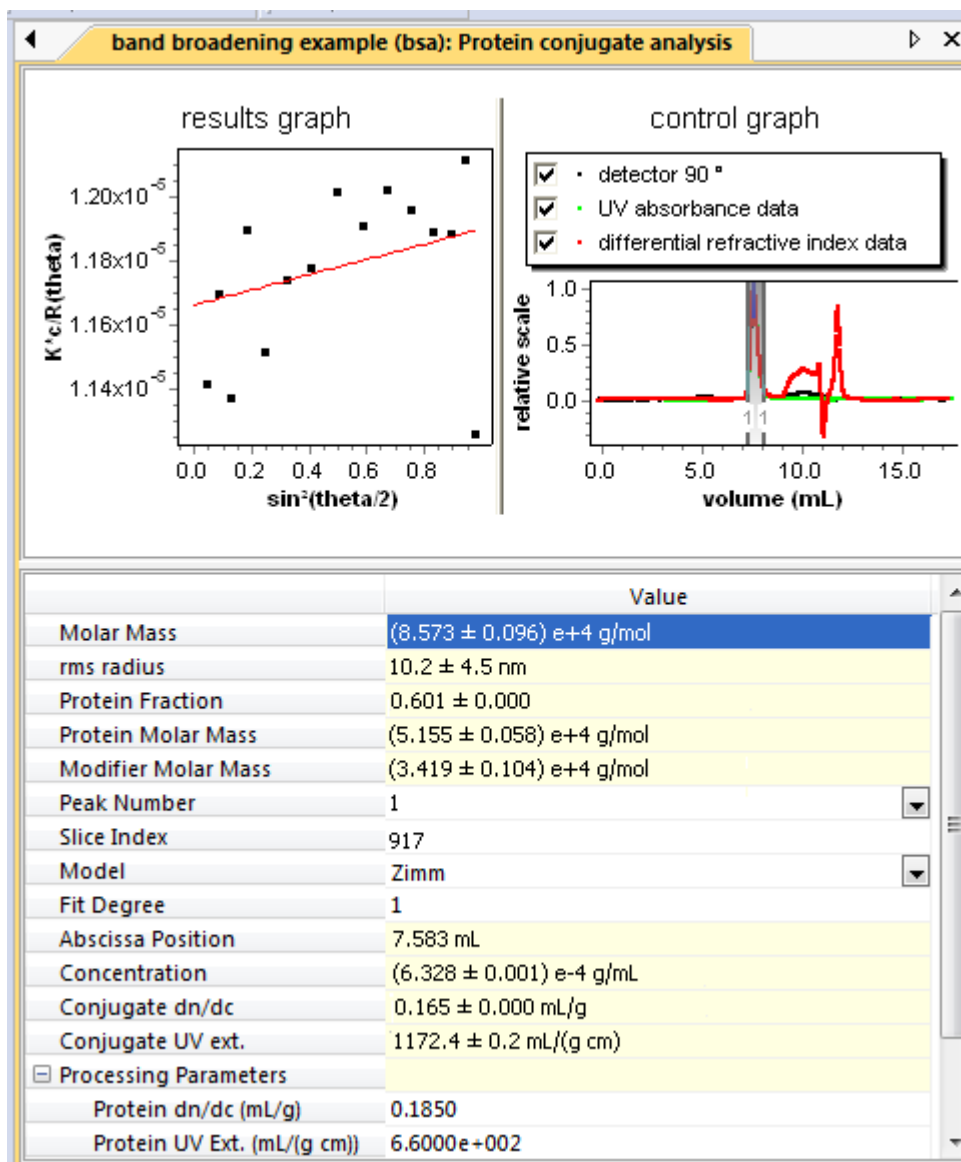 band broadening example (bsa): Protein conjugate analysis
results graph
K*c/R(theta)
1.20x10⁻⁵
1.18x10⁻⁵
1.16x10⁻⁵
1.14x10⁻⁵
0.0 0.2 0.4 0.6 0.8
sin²(theta/2)
control graph
detector 90 °
UV absorbance data
differential refractive index data
relative scale
1.0
0.5
0.0
1 1
0.0 5.0 10.0 15.0
volume (mL)
Value
Molar Mass (8.573 ± 0.096) e+4 g/mol
rms radius 10.2 ± 4.5 nm
Protein Fraction 0.601 ± 0.000
Protein Molar Mass (5.155 ± 0.058) e+4 g/mol
Modifier Molar Mass (3.419 ± 0.104) e+4 g/mol
Peak Number 1
Slice Index 917
Model Zimm
Fit Degree 1
Abscissa Position 7.583 mL
Concentration (6.328 ± 0.001) e-4 g/mL
Conjugate dn/dc 0.165 ± 0.000 mL/g
Conjugate UV ext. 1172.4 ± 0.2 mL/(g cm)
Processing Parameters
Protein dn/dc (mL/g) 0.1850
Protein UV Ext. (mL/(g cm)) 6.6000e+002